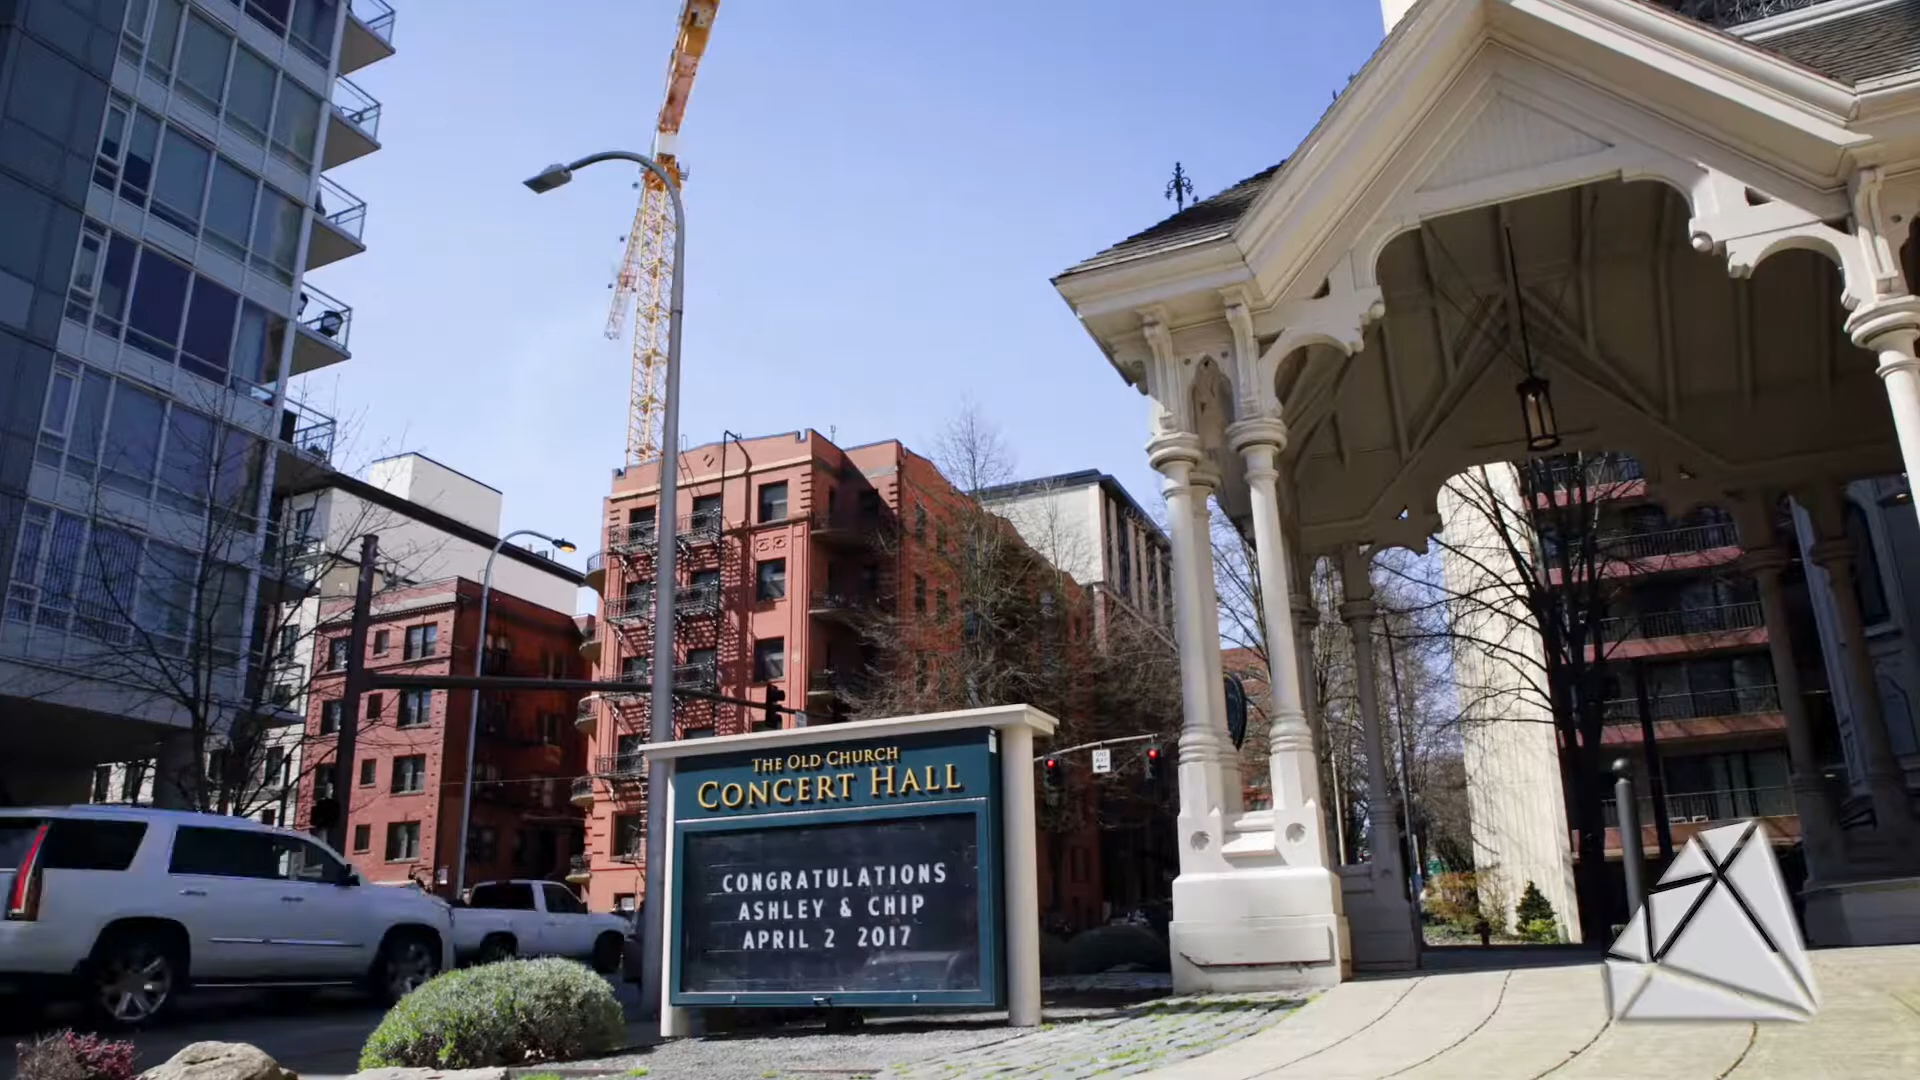 THE OLD CHURCH
CONCERT HALL
CONGRATULATIONS
ASHLEY & CHIP
APRIL 2 2017